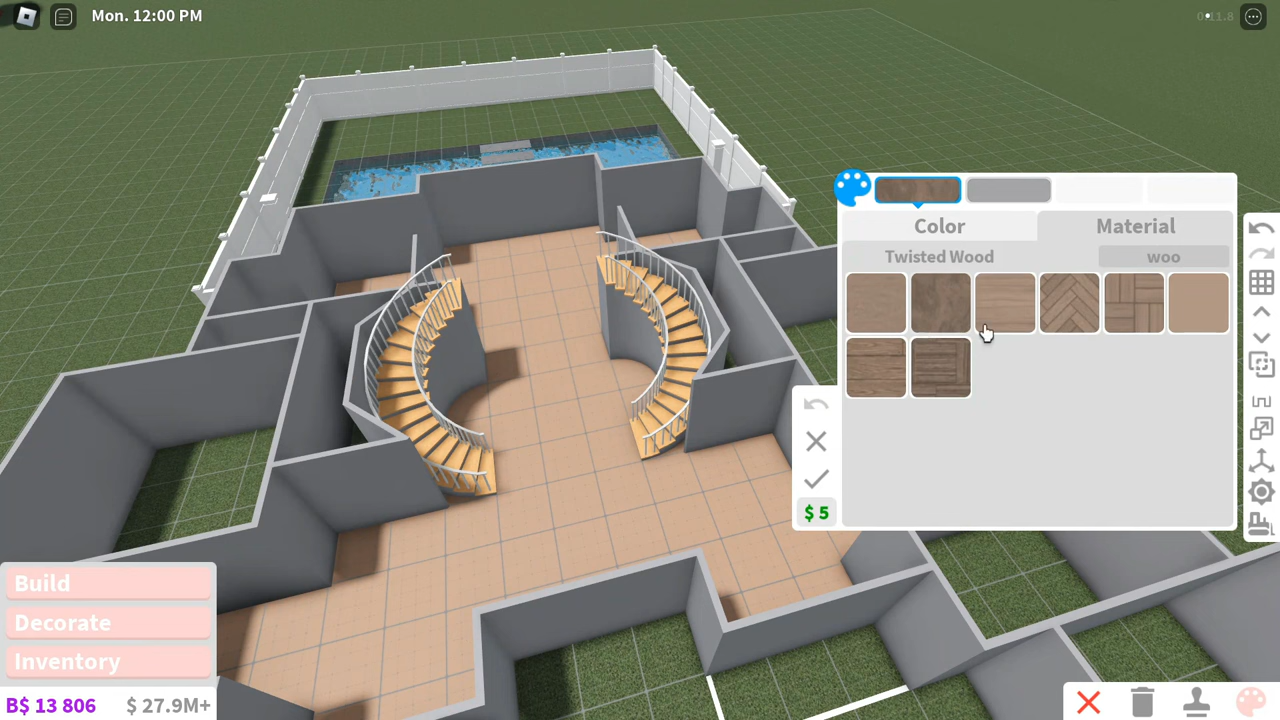 Mon. 12:00 PM
Color
Material
Twisted Wood
woo
$ 5
Build
Decorate
Inventory
B$ 13 806
$ 27.9M+